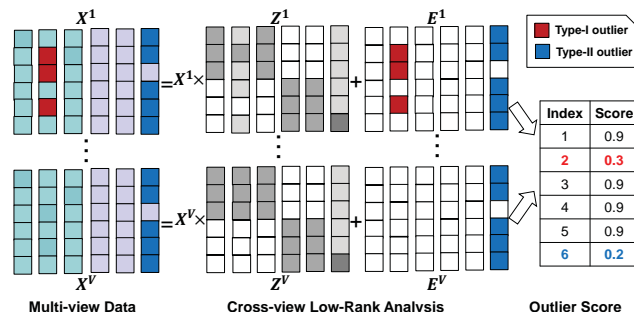 X¹ Z¹ E¹
Type-I outlier
Type-II outlier
= X¹ × +
Index Score
1 0.9
2 0.3
3 0.9
4 0.9
5 0.9
6 0.2
= Xⱽ × +
Xⱽ Zⱽ Eⱽ
Multi-view Data Cross-view Low-Rank Analysis Outlier Score